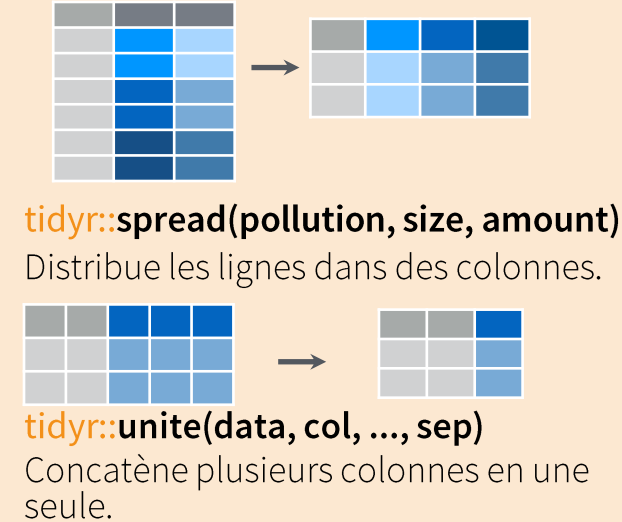 tidyr::spread(pollution, size, amount)
Distribue les lignes dans des colonnes.
tidyr::unite(data, col, ..., sep)
Concatène plusieurs colonnes en une
seule.